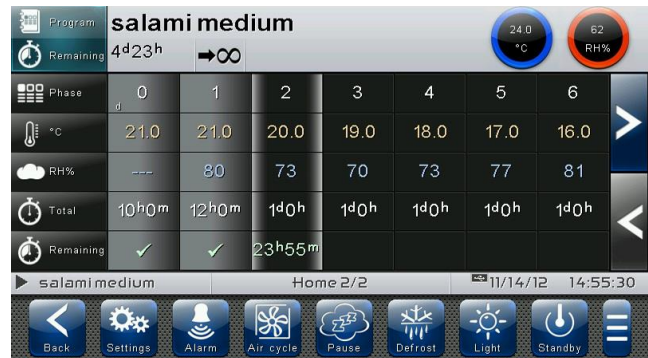 Program salami medium
Remaining 4d23h ➡∞ 24.0 °C 62 RH%
Phase d 0 1 2 3 4 5 6
°C 21.0 21.0 20.0 19.0 18.0 17.0 16.0
RH% --- 80 73 70 73 77 81
Total 10h0m 12h0m 1d0h 1d0h 1d0h 1d0h 1d0h
Remaining ✓ ✓ 23h55m
salami medium Home 2/2 11/14/12 14:55:30
Back Settings Alarm Air cycle Pause Defrost Light Standby